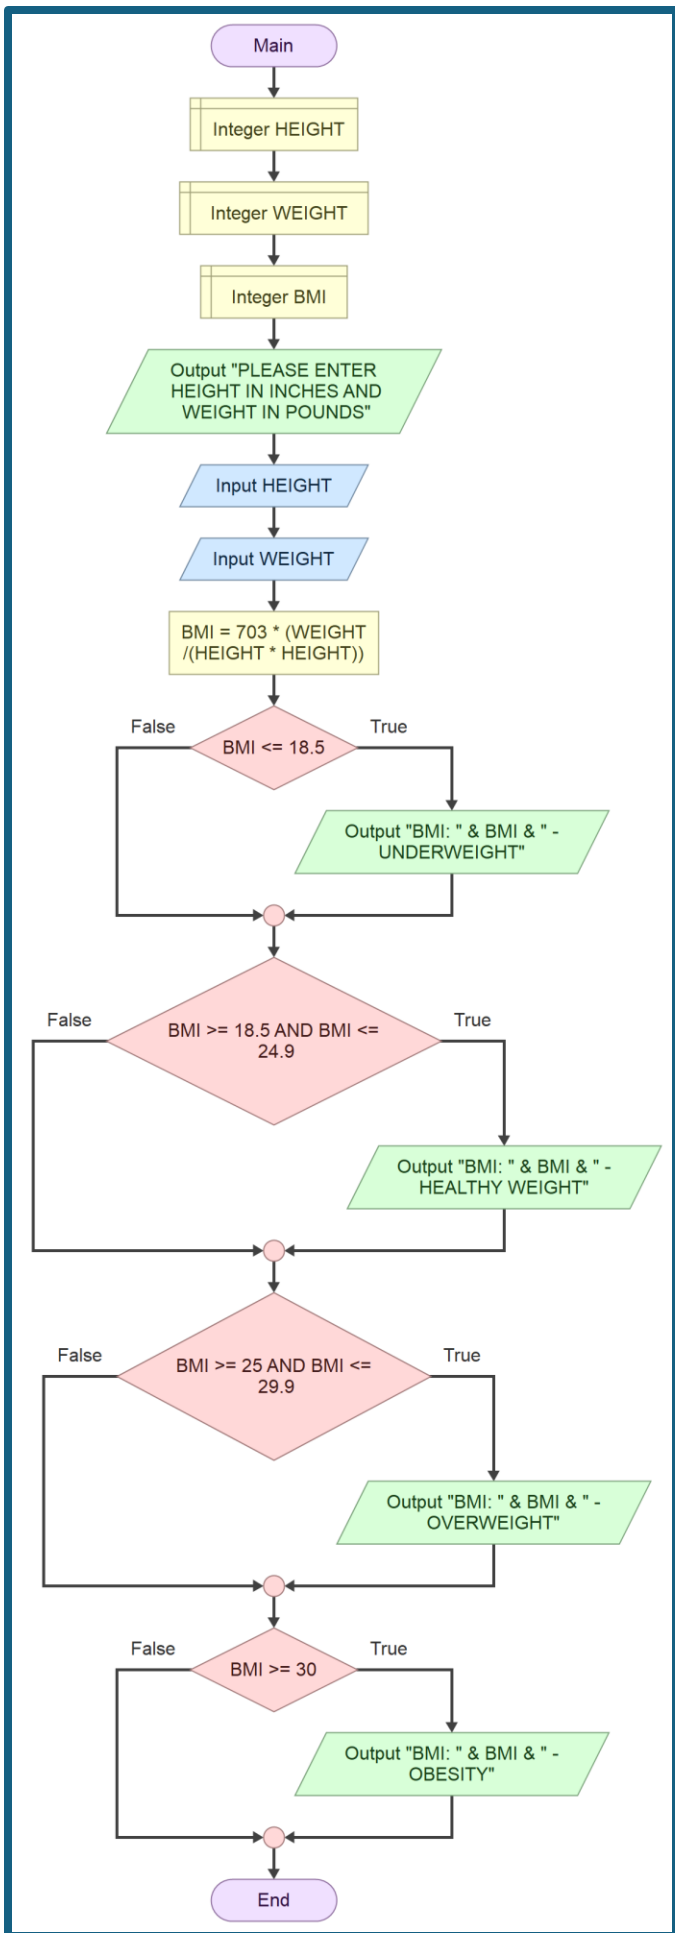 Main
Integer HEIGHT
Integer WEIGHT
Integer BMI
Output "PLEASE ENTER
HEIGHT IN INCHES AND
WEIGHT IN POUNDS"
Input HEIGHT
Input WEIGHT
BMI = 703 * (WEIGHT
/(HEIGHT * HEIGHT))
False
True
BMI <= 18.5
Output "BMI: " & BMI & " -
UNDERWEIGHT"
False
True
BMI >= 18.5 AND BMI <=
24.9
Output "BMI: " & BMI & " -
HEALTHY WEIGHT"
False
True
BMI >= 25 AND BMI <=
29.9
Output "BMI: " & BMI & " -
OVERWEIGHT"
False
True
BMI >= 30
Output "BMI: " & BMI & " -
OBESITY"
End